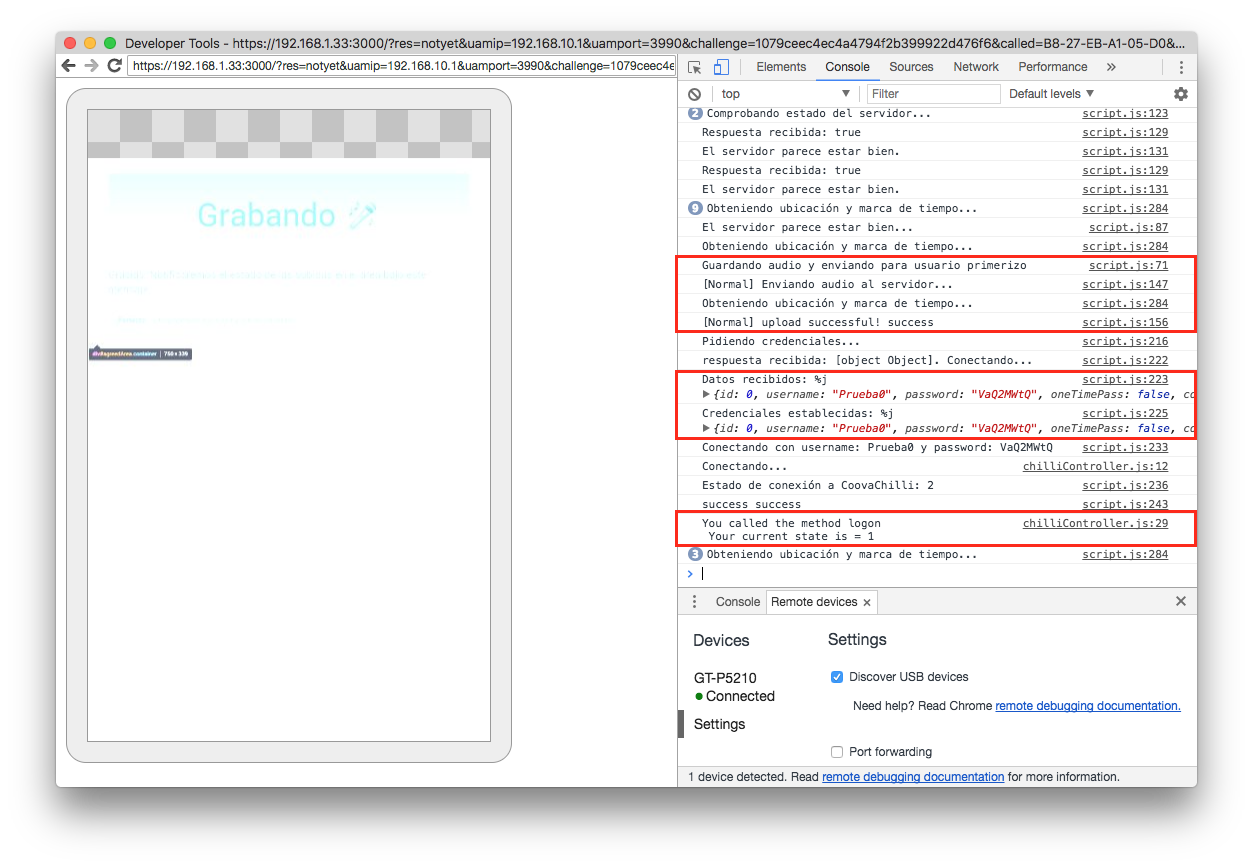 Developer Tools - https://192.168.1.33:3000/?res=notyet&uamip=192.168.10.1&uamport=3990&challenge=1079ceec4ec4a4794f2b399922d476f6&called=B8-27-EB-A1-05-D0&...
https://192.168.1.33:3000/?res=notyet&uamip=192.168.10.1&uamport=3990&challenge=1079ceec4e
Elements Console Sources Network Performance »
top ▼ Filter Default levels ▼
2 Comprobando estado del servidor... script.js:123
Respuesta recibida: true script.js:129
El servidor parece estar bien. script.js:131
Respuesta recibida: true script.js:129
El servidor parece estar bien. script.js:131
9 Obteniendo ubicación y marca de tiempo... script.js:284
El servidor parece estar bien... script.js:87
Obteniendo ubicación y marca de tiempo... script.js:284
Guardando audio y enviando para usuario primerizo script.js:71
[Normal] Enviando audio al servidor... script.js:147
Obteniendo ubicación y marca de tiempo... script.js:284
[Normal] upload successful! success script.js:156
Pidiendo credenciales... script.js:216
respuesta recibida: [object Object]. Conectando... script.js:222
Datos recibidos: %j script.js:223
▶{id: 0, username: "Prueba0", password: "VaQ2MWtQ", oneTimePass: false, co
Credenciales establecidas: %j script.js:225
▶{id: 0, username: "Prueba0", password: "VaQ2MWtQ", oneTimePass: false, co
Conectando con username: Prueba0 y password: VaQ2MWtQ script.js:233
Conectando... chilliController.js:12
Estado de conexión a CoovaChilli: 2 script.js:236
success success script.js:243
You called the method logon chilliController.js:29
Your current state is = 1
3 Obteniendo ubicación y marca de tiempo... script.js:284
>
Grabando
div#agreedArea.container | 758 × 339
Console Remote devices ×
Devices
GT-P5210
Connected
Settings
Settings
Discover USB devices
Need help? Read Chrome remote debugging documentation.
Port forwarding
1 device detected. Read remote debugging documentation for more information.